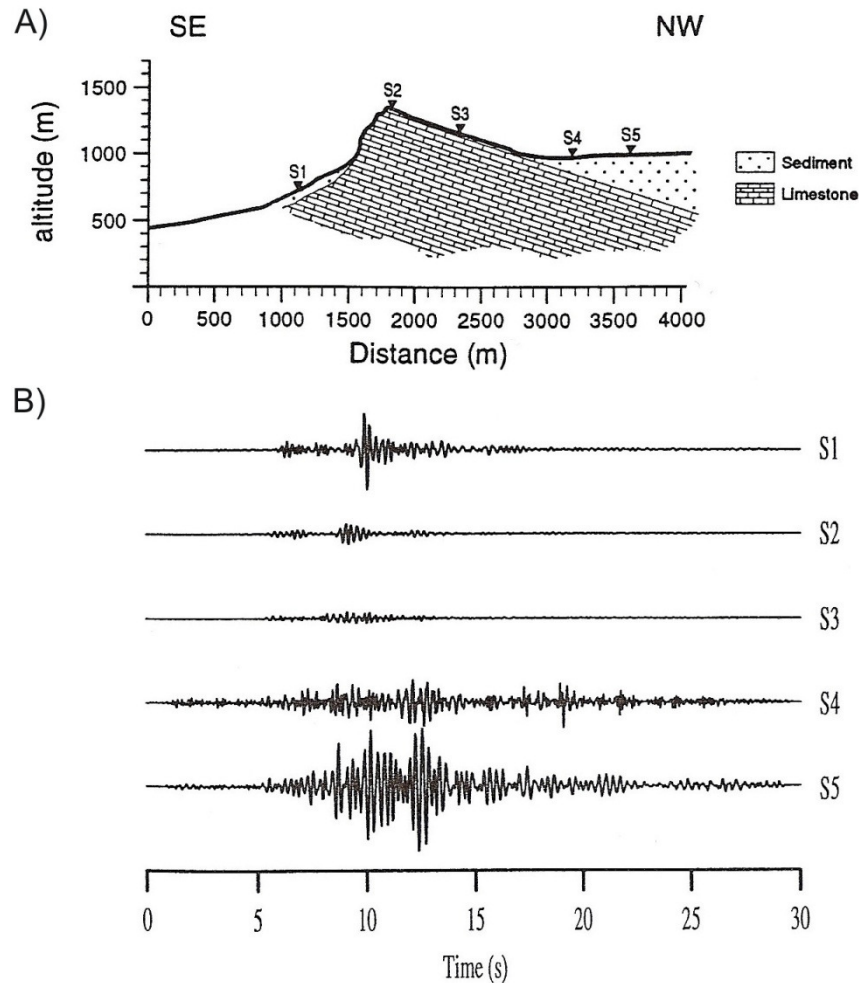 A)
SE NW
S2
S3
S4 S5
S1
1500
1000
500
altitude (m)
0 500 1000 1500 2000 2500 3000 3500 4000
Distance (m)
Sediment
Limestone
B)
S1
S2
S3
S4
S5
0 5 10 15 20 25 30
Time (s)